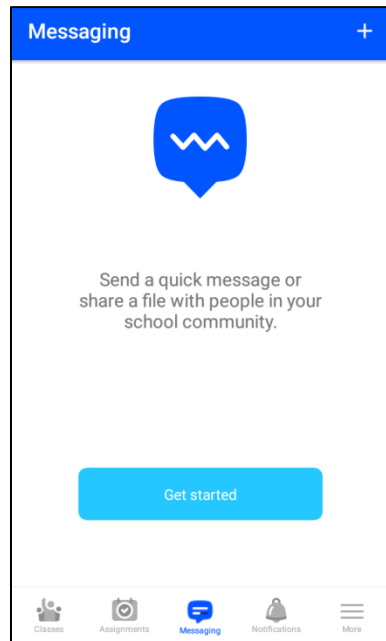 Messaging +
Send a quick message or
share a file with people in your
school community.
Get started
Classes Assignments Messaging Notifications More